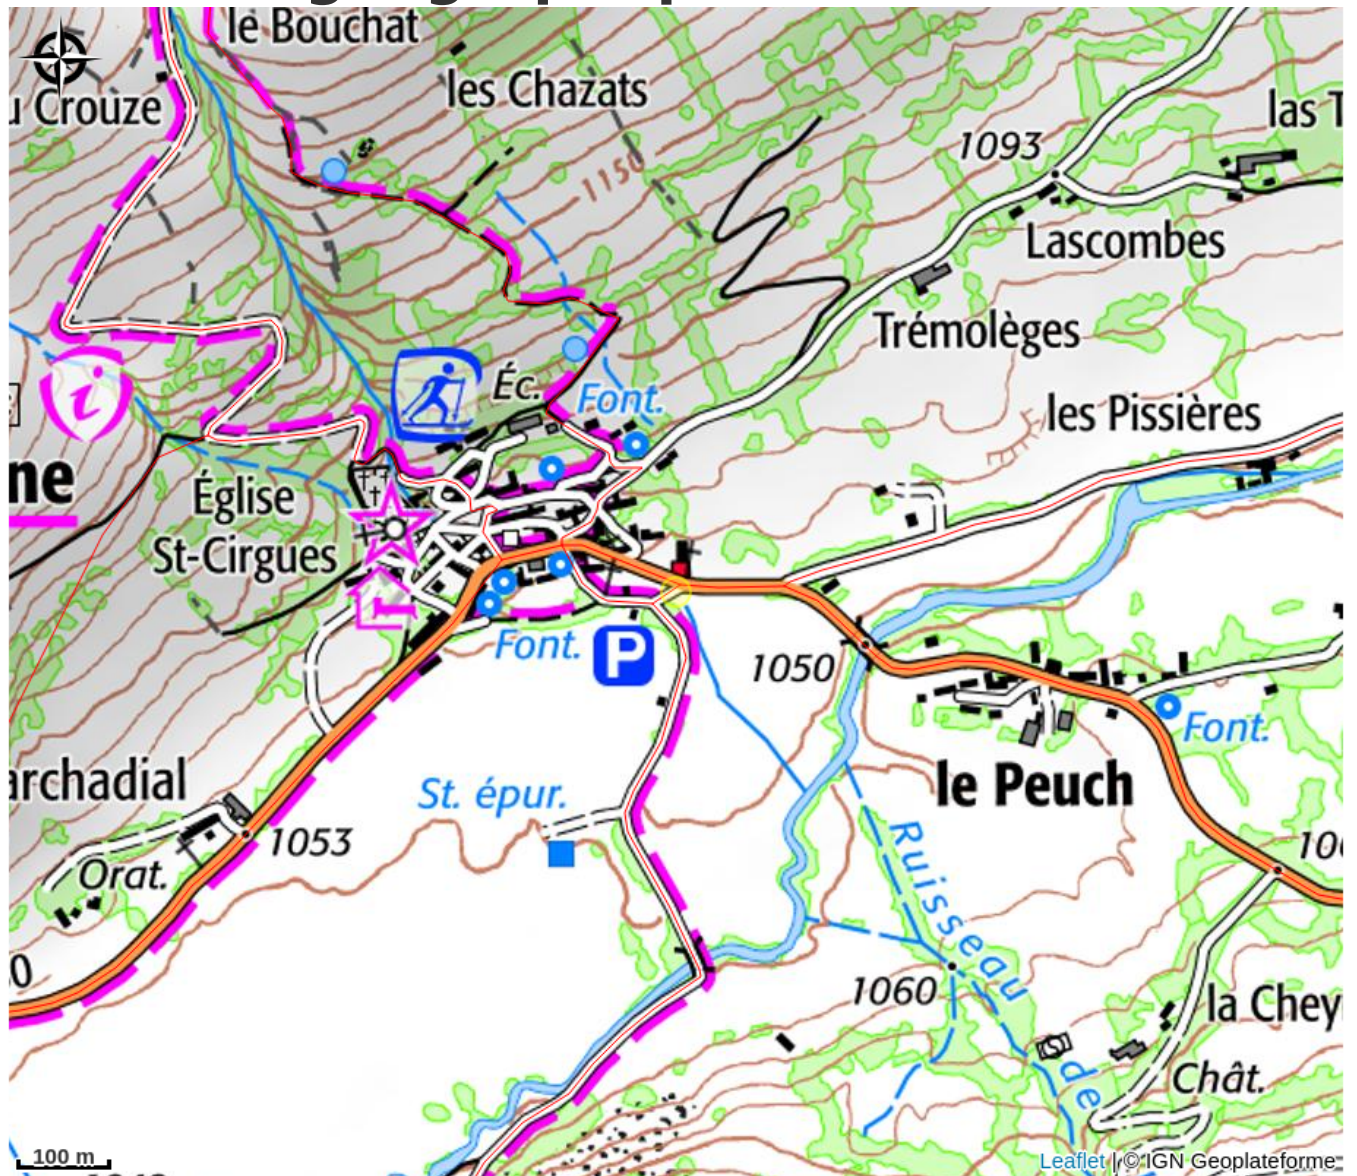 le Bouchat
les Chazats
u Crouze
las T
1093
1150
Lascombes
Trémolèges
Éc.
Font.
les Pissières
ne
Église
St-Cirgues
Font.
P
1050
Font.
archadial
St. épur.
le Peuch
1053
Orat.
Ruisseau
de
0
1060
la Chey
Chât.
100 m
Leaflet | © IGN Geoplateforme